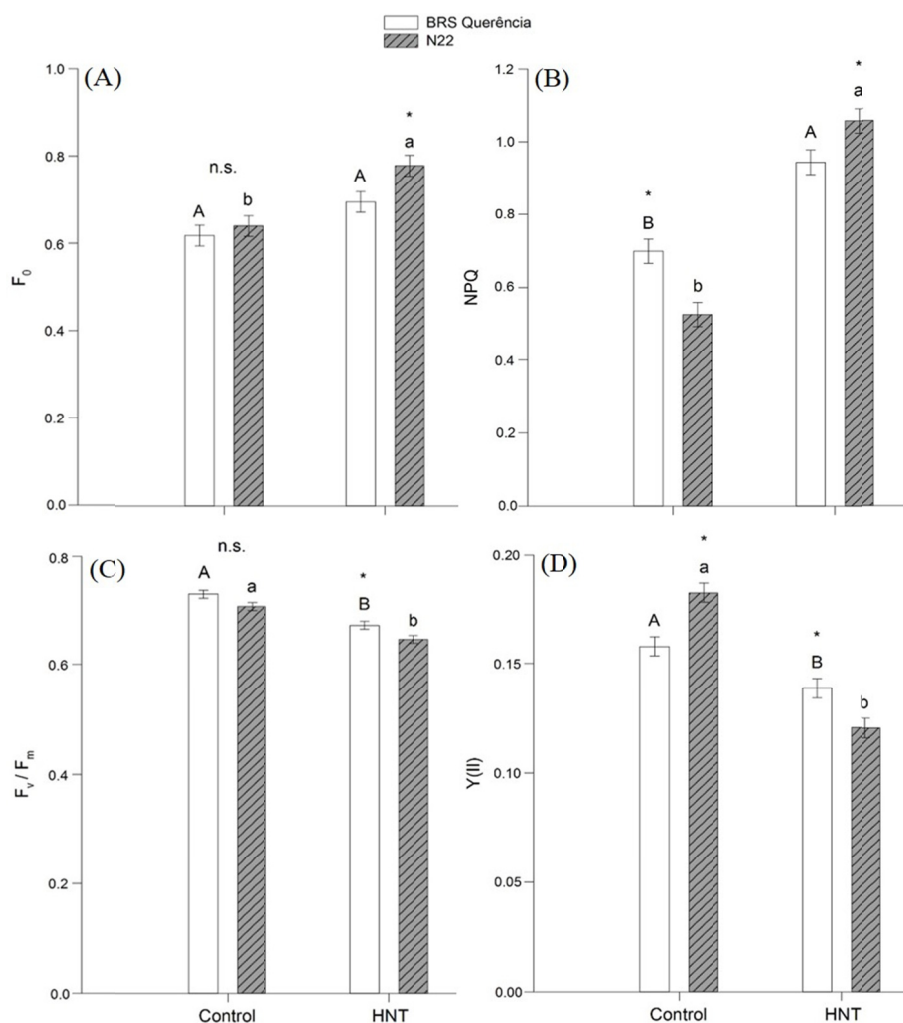 BRS Querência
N22
(A)
1.0
0.8
0.6
0.4
0.2
0.0
F0
n.s.
A
b
A
*
a
(B)
1.2
1.0
0.8
0.6
0.4
0.2
0.0
NPQ
*
B
b
A
*
a
(C)
0.8
0.6
0.4
0.2
0.0
Fv / Fm
n.s.
A
a
*
B
b
Control
HNT
(D)
0.20
0.15
0.10
0.05
0.00
Y(II)
A
*
a
*
B
b
Control
HNT